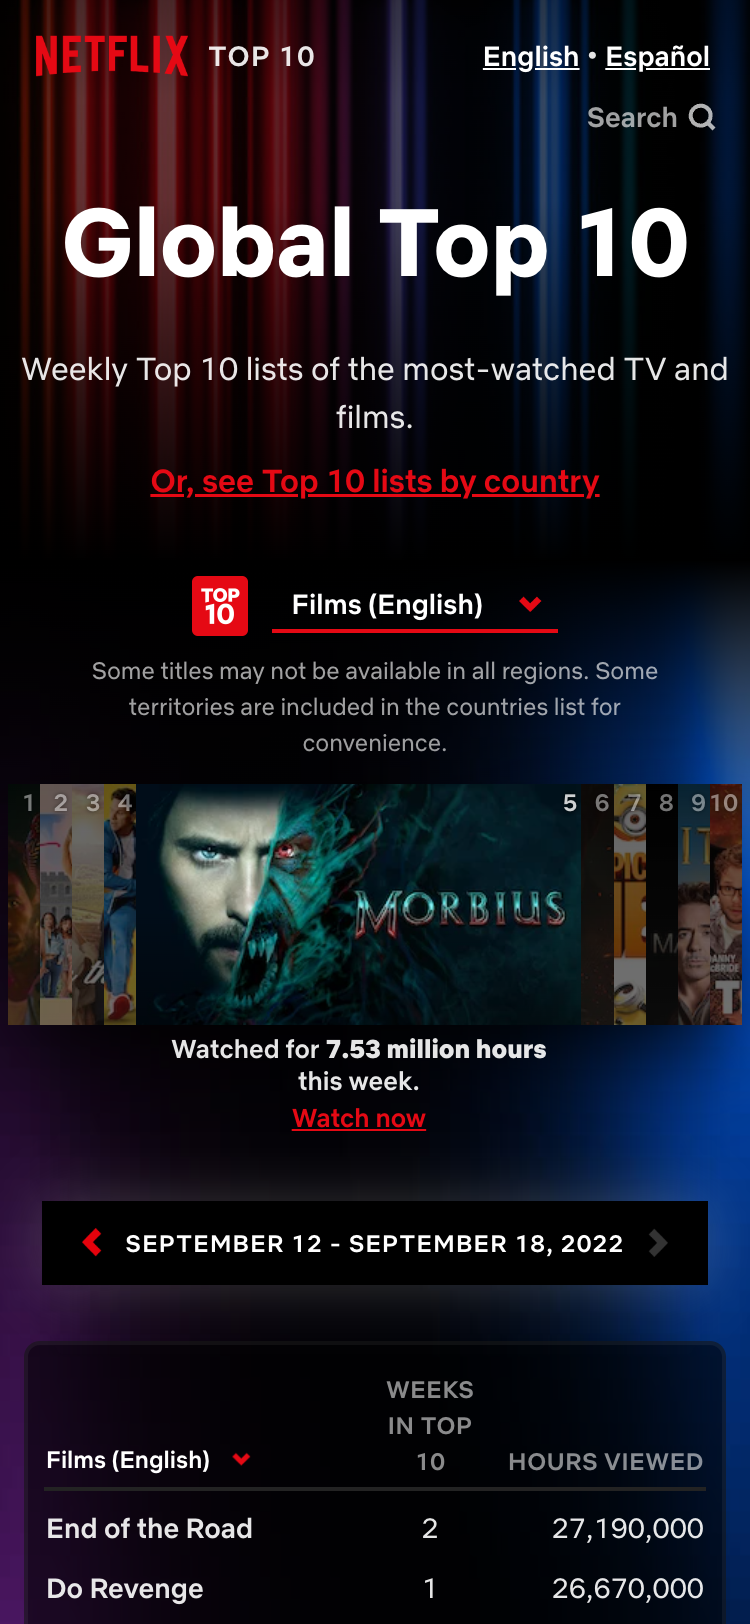 NETFLIX TOP 10
English • Español
Search
Global Top 10
Weekly Top 10 lists of the most-watched TV and
films.
Or, see Top 10 lists by country
TOP
10
Films (English)
Some titles may not be available in all regions. Some
territories are included in the countries list for
convenience.
1 2 3 4 5 6 7 8 9 10
MORBIUS
Watched for 7.53 million hours
this week.
Watch now
SEPTEMBER 12 - SEPTEMBER 18, 2022
WEEKS
IN TOP
Films (English) 10 HOURS VIEWED
End of the Road 2 27,190,000
Do Revenge 1 26,670,000